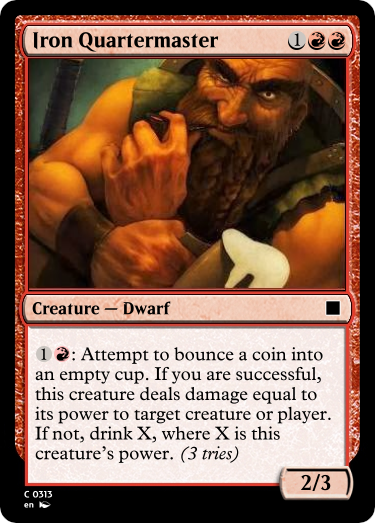 Iron Quartermaster 1
Creature — Dwarf
1 : Attempt to bounce a coin into
an empty cup. If you are successful,
this creature deals damage equal to
its power to target creature or player.
If not, drink X, where X is this
creature's power. (3 tries)
2/3
C 0313
en